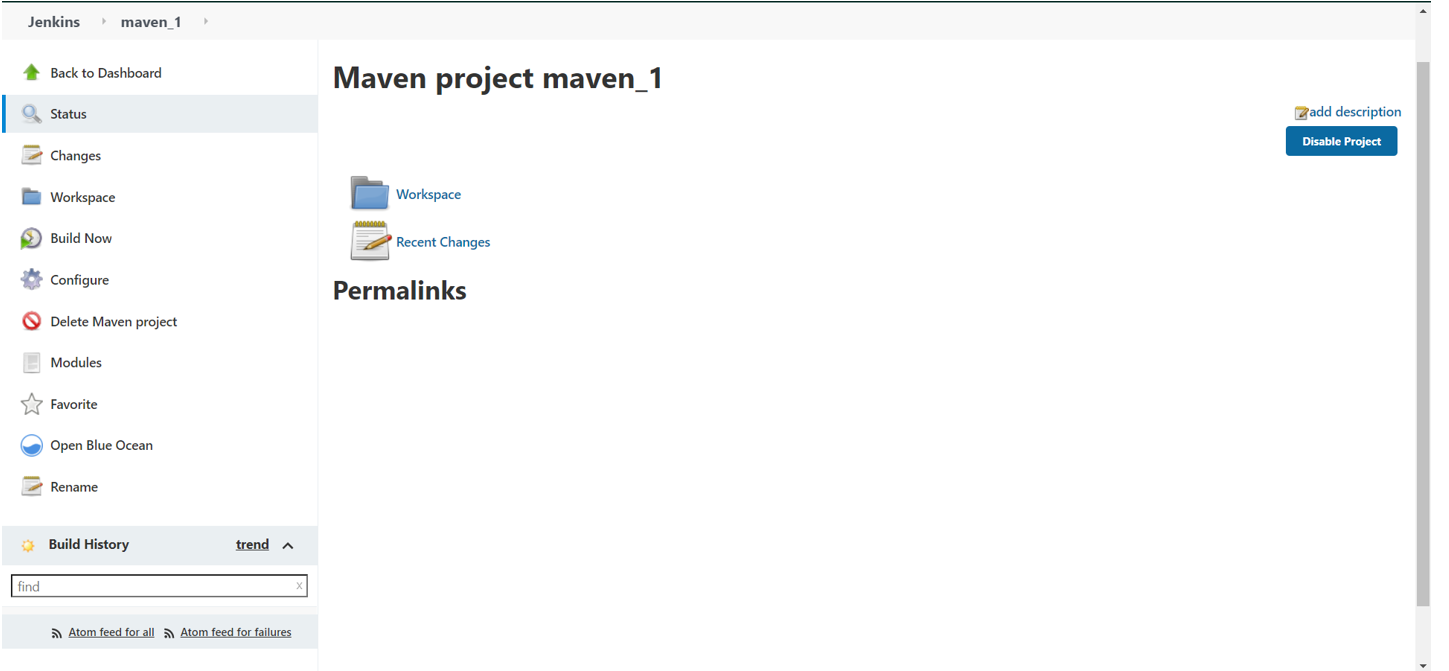 Jenkins maven_1
Back to Dashboard
Status
Changes
Workspace
Build Now
Configure
Delete Maven project
Modules
Favorite
Open Blue Ocean
Rename
Build History trend
find x
Atom feed for all Atom feed for failures
Maven project maven_1
add description
Disable Project
Workspace
Recent Changes
Permalinks